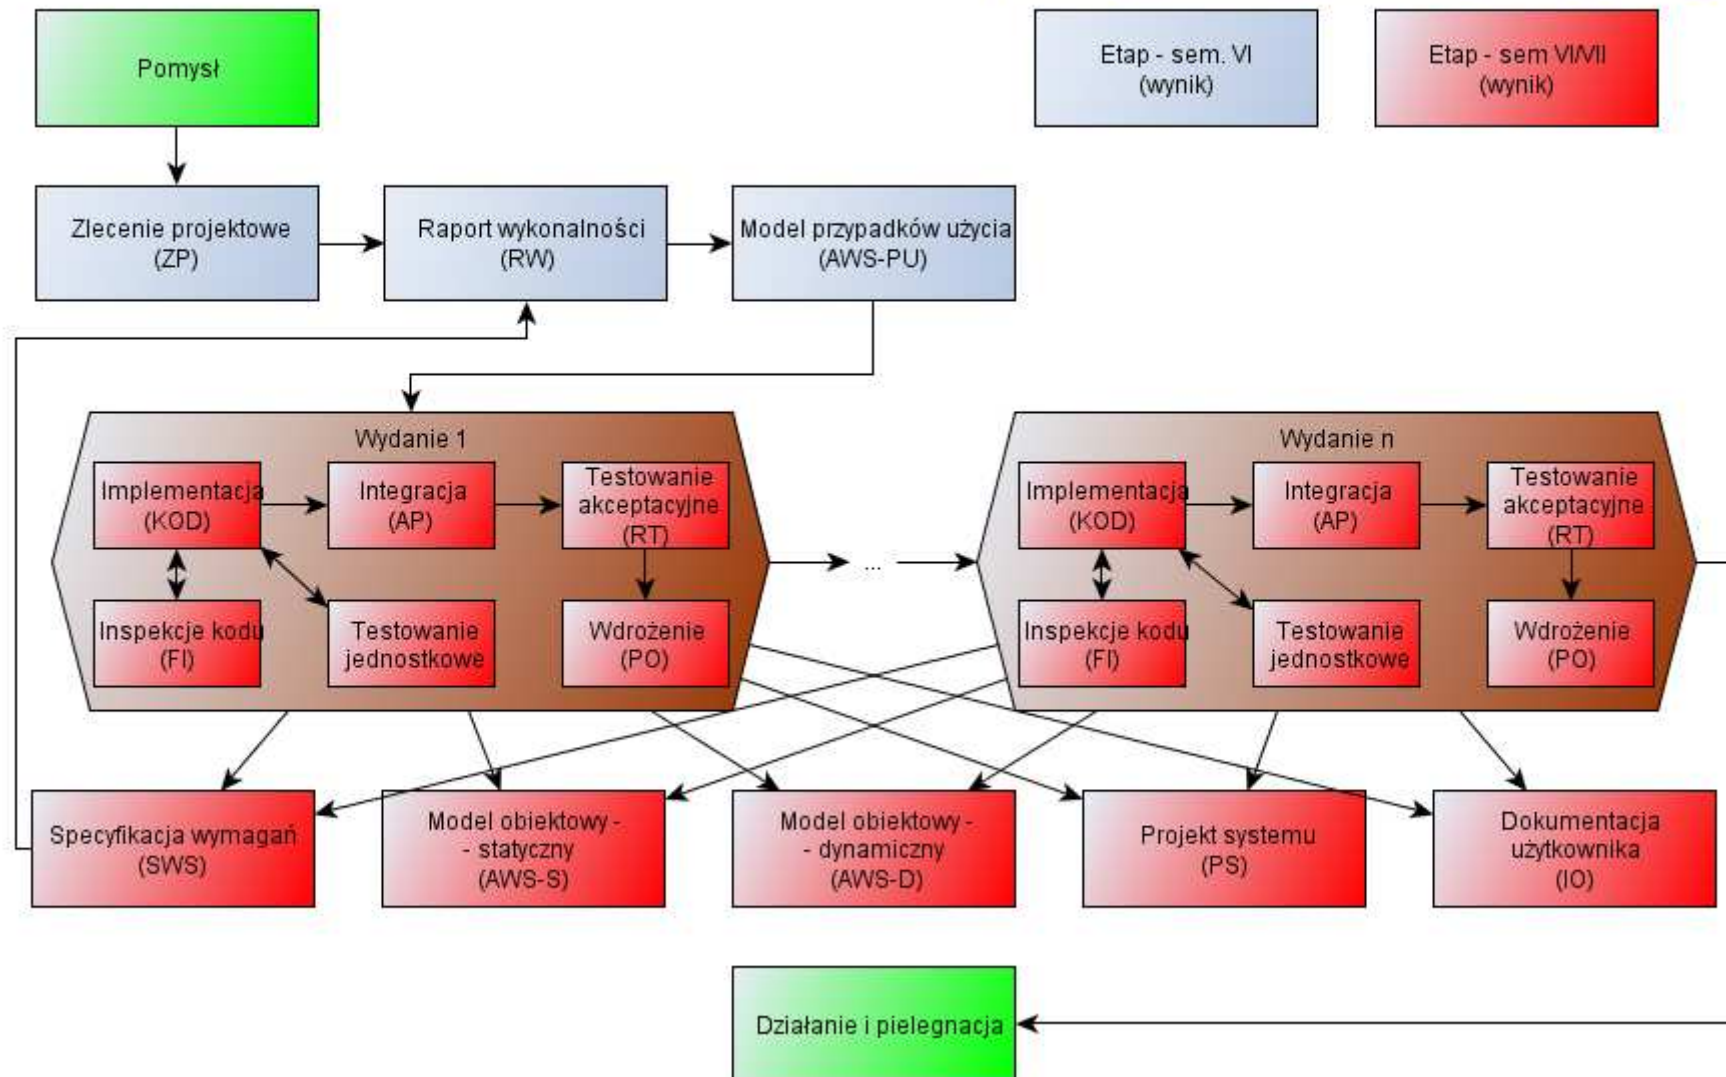 Pomysł
Etap - sem. VI
(wynik)
Etap - sem VI/VII
(wynik)
Zlecenie projektowe
(ZP)
Raport wykonalności
(RW)
Model przypadków użycia
(AWS-PU)
Wydanie 1
Implementacja
(KOD)
Integracja
(AP)
Testowanie
akceptacyjne
(RT)
Inspekcje kodu
(FI)
Testowanie
jednostkowe
Wdrożenie
(PO)
...
Wydanie n
Implementacja
(KOD)
Integracja
(AP)
Testowanie
akceptacyjne
(RT)
Inspekcje kodu
(FI)
Testowanie
jednostkowe
Wdrożenie
(PO)
Specyfikacja wymagań
(SWS)
Model obiektowy -
- statyczny
(AWS-S)
Model obiektowy -
- dynamiczny
(AWS-D)
Projekt systemu
(PS)
Dokumentacja
użytkownika
(IO)
Działanie i pielegnacja